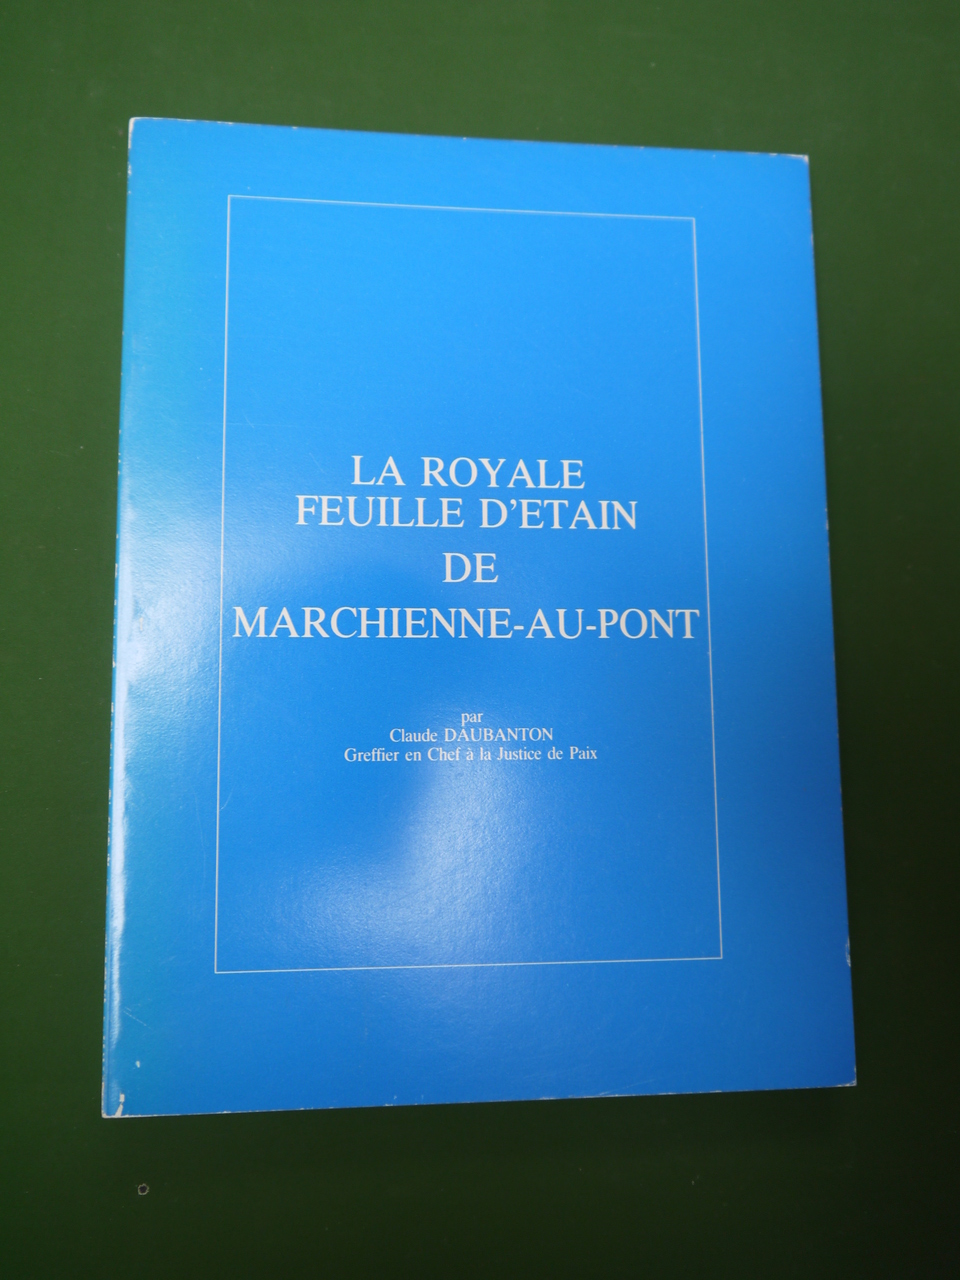 LA ROYALE
FEUILLE D'ETAIN
DE
MARCHIENNE-AU-PONT
par
Claude DAUBANTON
Greffier en Chef à la Justice de Paix